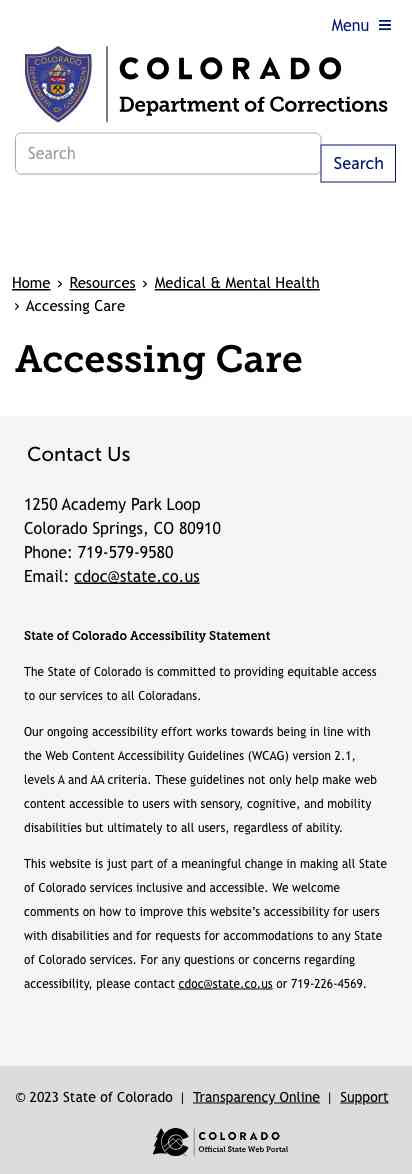 Menu
COLORADO
Department of Corrections
Search
Search
Home › Resources › Medical & Mental Health
› Accessing Care
Accessing Care
Contact Us
1250 Academy Park Loop
Colorado Springs, CO 80910
Phone: 719-579-9580
Email: cdoc@state.co.us
State of Colorado Accessibility Statement
The State of Colorado is committed to providing equitable access
to our services to all Coloradans.
Our ongoing accessibility effort works towards being in line with
the Web Content Accessibility Guidelines (WCAG) version 2.1,
levels A and AA criteria. These guidelines not only help make web
content accessible to users with sensory, cognitive, and mobility
disabilities but ultimately to all users, regardless of ability.
This website is just part of a meaningful change in making all State
of Colorado services inclusive and accessible. We welcome
comments on how to improve this website’s accessibility for users
with disabilities and for requests for accommodations to any State
of Colorado services. For any questions or concerns regarding
accessibility, please contact cdoc@state.co.us or 719-226-4569.
© 2023 State of Colorado | Transparency Online | Support
COLORADO
Official State Web Portal